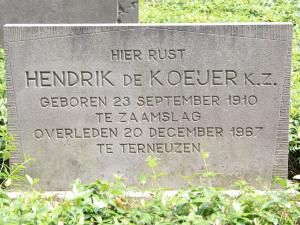 HIER RUST
HENDRIK DE KOEIJER K.Z.
GEBOREN 23 SEPTEMBER 1910
TE ZAAMSLAG
OVERLEDEN 20 DECEMBER 1967
TE TERNEUZEN